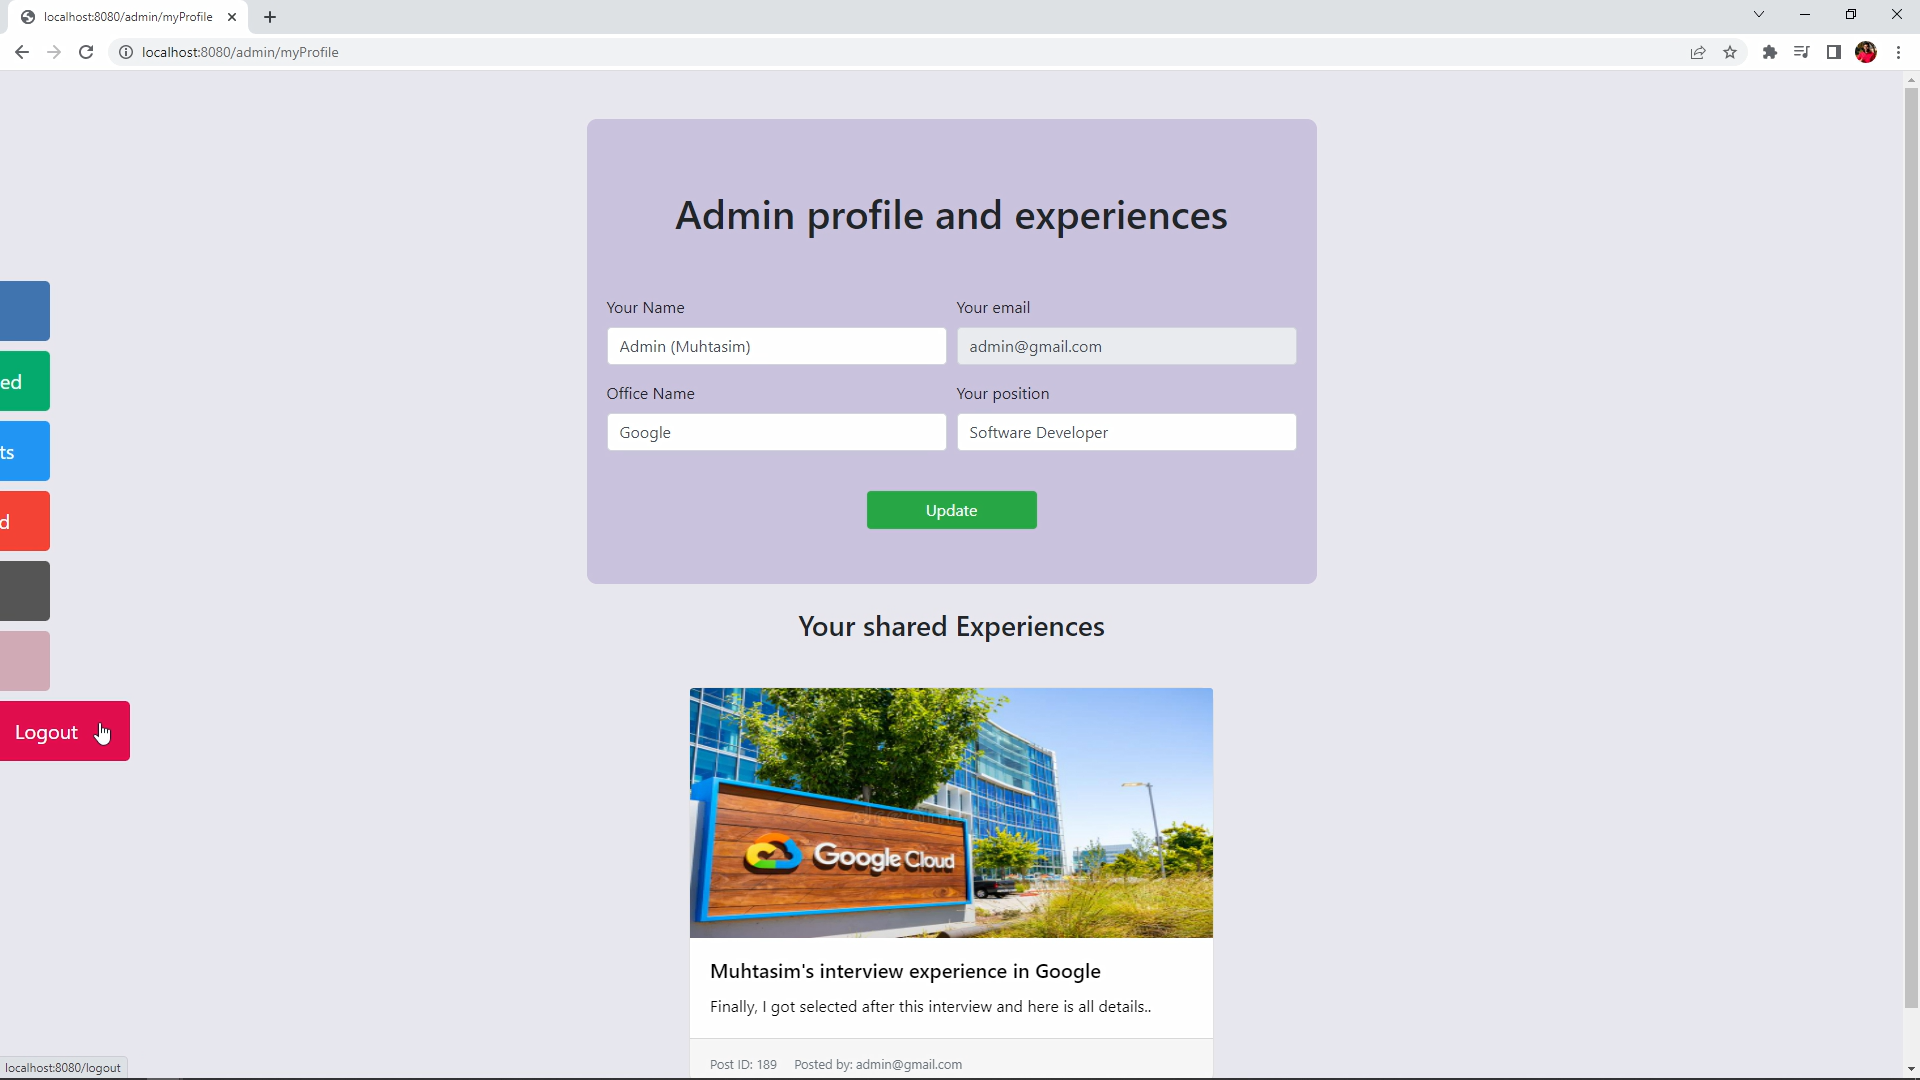 localhost:8080/admin/myProfile
localhost:8080/admin/myProfile
Admin profile and experiences
Your Name
Your email
Admin (Muhtasim)
admin@gmail.com
ed
Office Name
Your position
Google
Software Developer
ts
Update
d
Your shared Experiences
Logout
Google Cloud
Muhtasim's interview experience in Google
Finally, I got selected after this interview and here is all details..
Post ID: 189 Posted by: admin@gmail.com
localhost:8080/logout